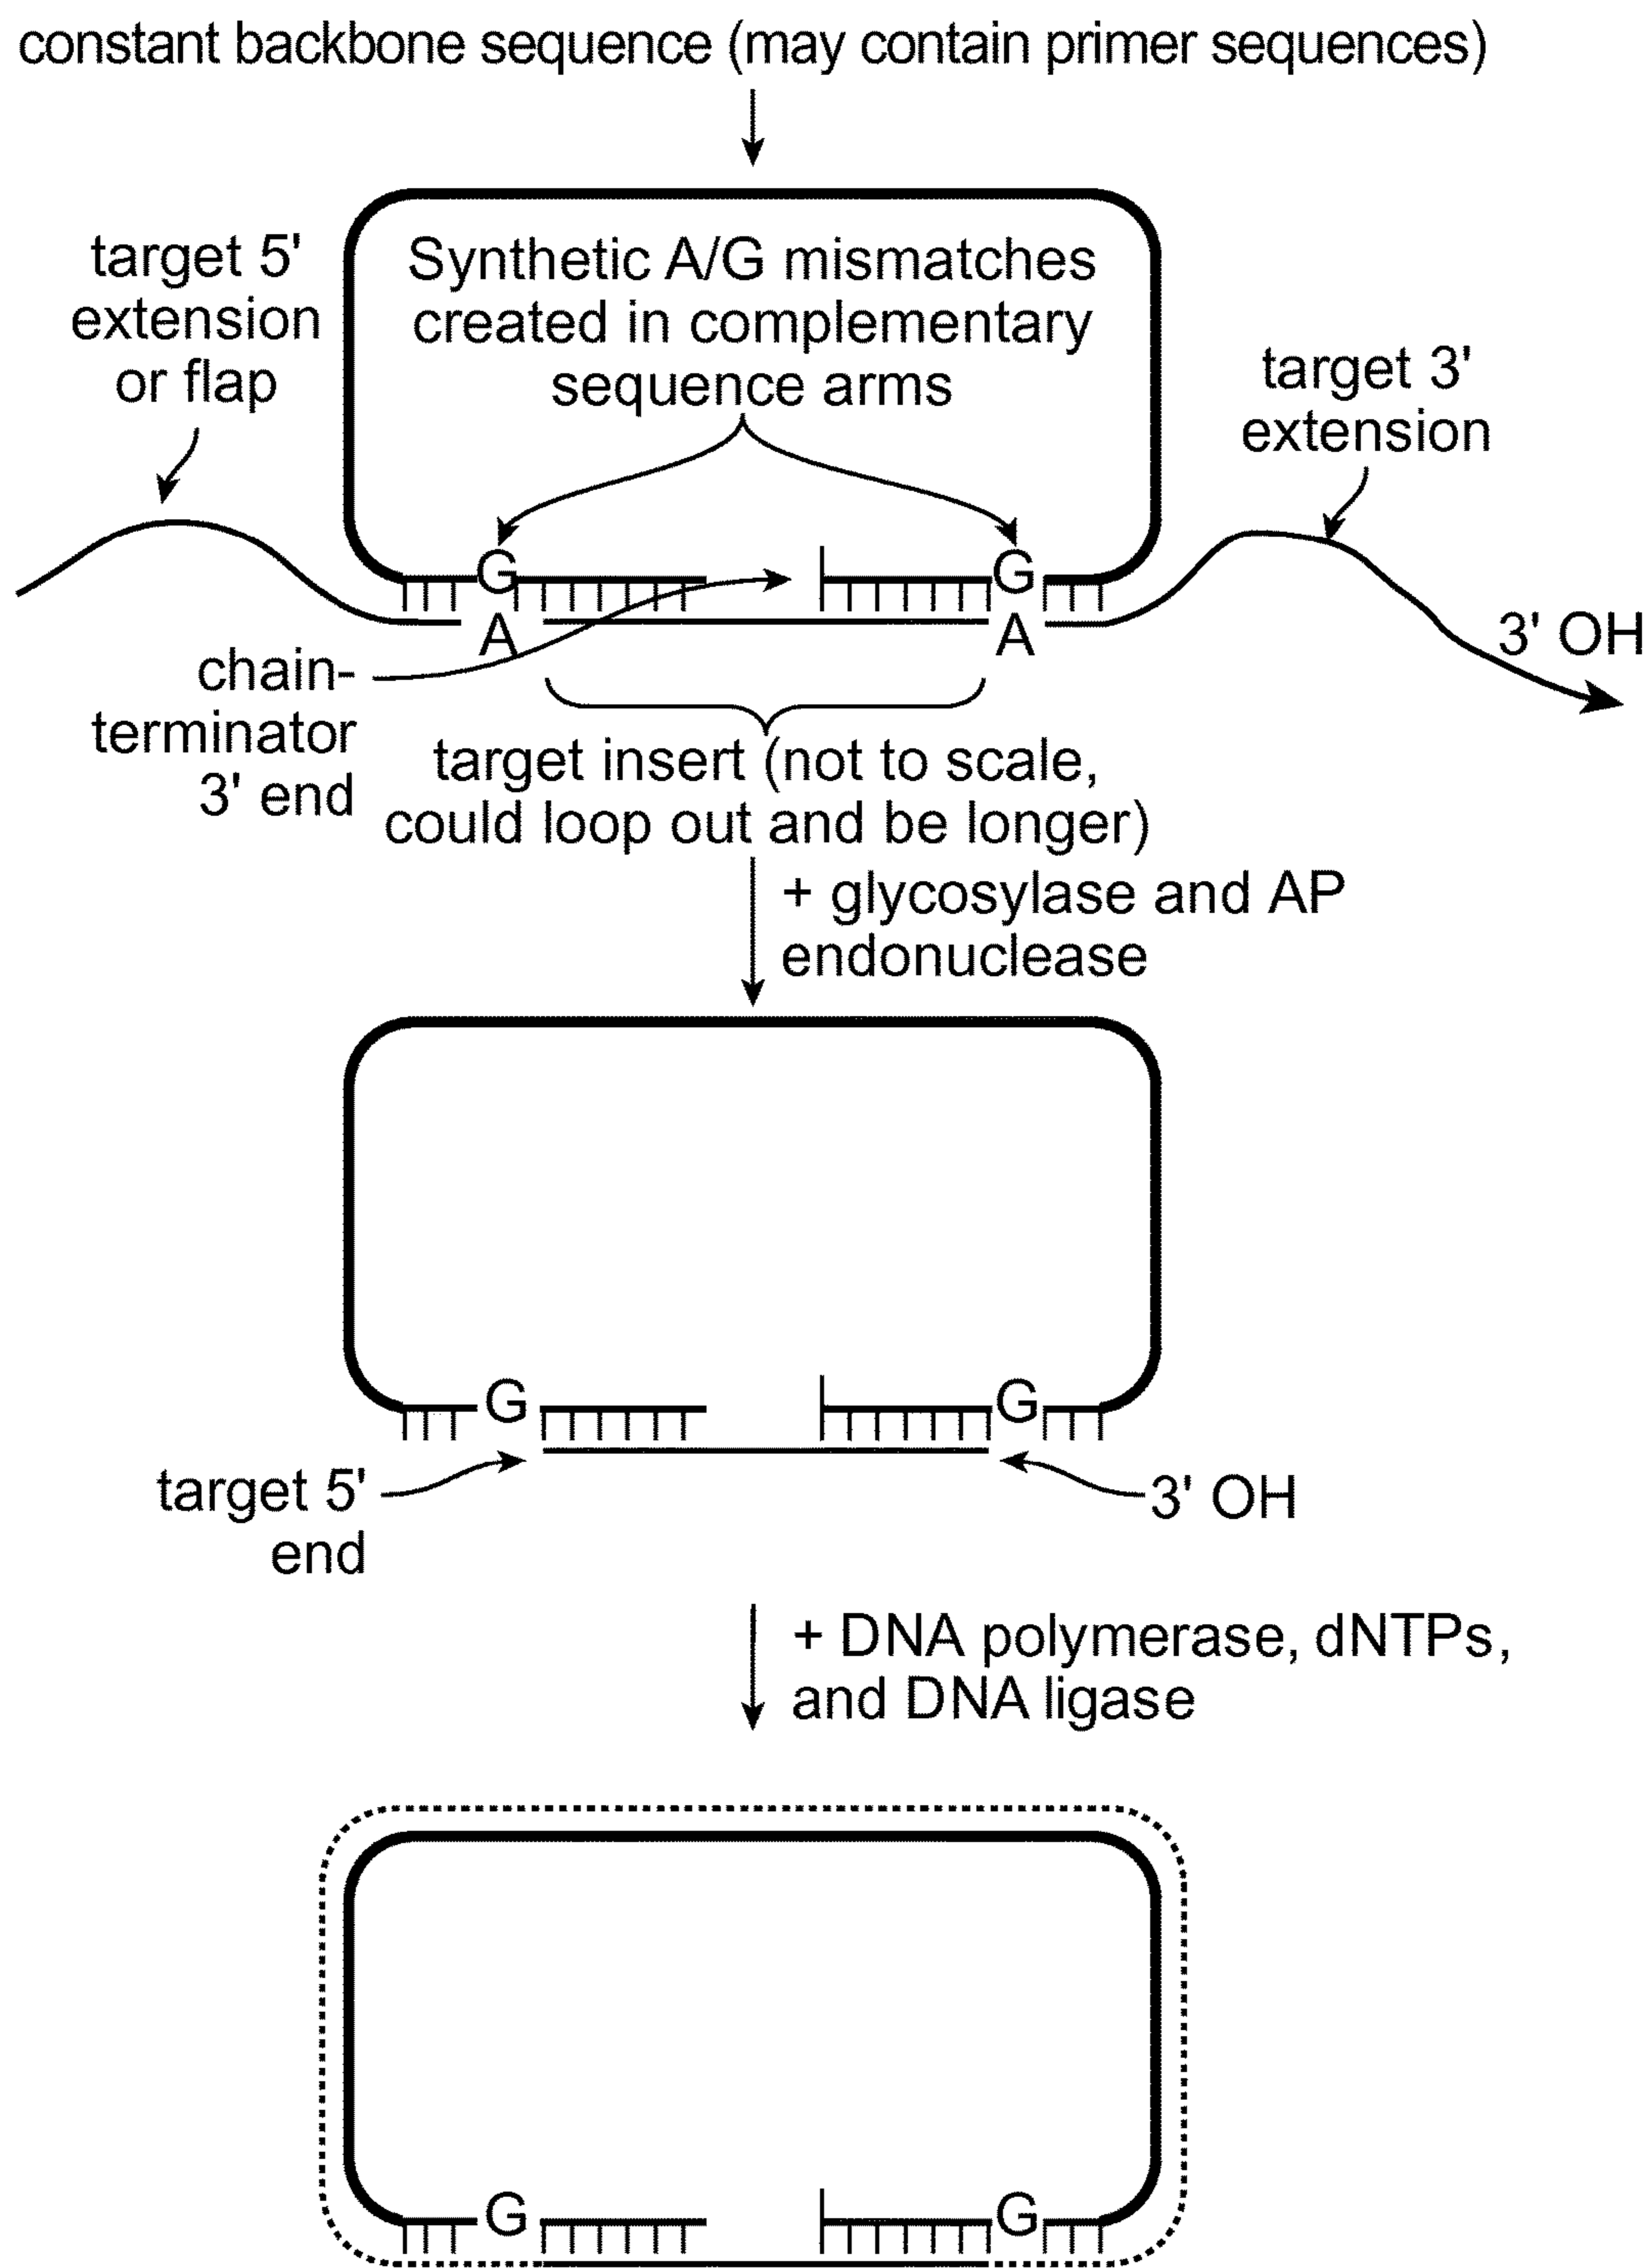 constant backbone sequence (may contain primer sequences)
target 5'
extension
or flap
Synthetic A/G mismatches
created in complementary
sequence arms
target 3'
extension
G
G
A
A
3' OH
chain-
terminator
3' end
target insert (not to scale,
could loop out and be longer)
+ glycosylase and AP
endonuclease
G
G
target 5'
end
3' OH
+ DNA polymerase, dNTPs,
and DNA ligase
G
G